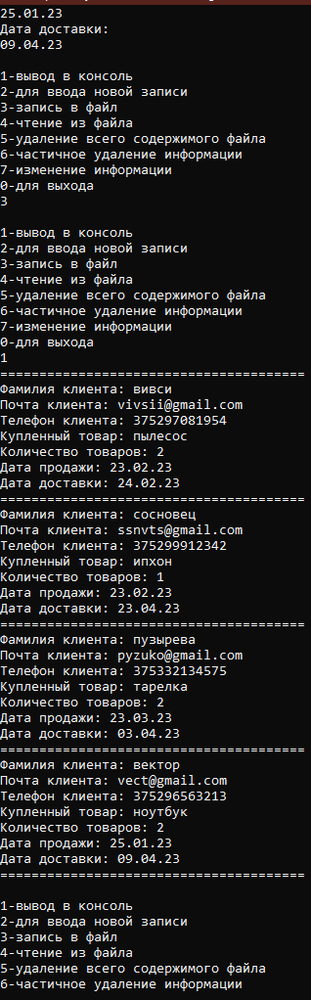 25.01.23
Дата доставки:
09.04.23
1-вывод в консоль
2-для ввода новой записи
3-запись в файл
4-чтение из файла
5-удаление всего содержимого файла
6-частичное удаление информации
7-изменение информации
0-для выхода
3
1-вывод в консоль
2-для ввода новой записи
3-запись в файл
4-чтение из файла
5-удаление всего содержимого файла
6-частичное удаление информации
7-изменение информации
0-для выхода
1
=======================================
Фамилия клиента: вивси
Почта клиента: vivsii@gmail.com
Телефон клиента: 375297081954
Купленный товар: пылесос
Количество товаров: 2
Дата продажи: 23.02.23
Дата доставки: 24.02.23
=======================================
Фамилия клиента: сосновец
Почта клиента: ssnvts@gmail.com
Телефон клиента: 375299912342
Купленный товар: ипхон
Количество товаров: 1
Дата продажи: 23.02.23
Дата доставки: 23.04.23
=======================================
Фамилия клиента: пузырева
Почта клиента: pyzuko@gmail.com
Телефон клиента: 375332134575
Купленный товар: тарелка
Количество товаров: 2
Дата продажи: 23.03.23
Дата доставки: 03.04.23
=======================================
Фамилия клиента: вектор
Почта клиента: vect@gmail.com
Телефон клиента: 375296563213
Купленный товар: ноутбук
Количество товаров: 2
Дата продажи: 25.01.23
Дата доставки: 09.04.23
=======================================
1-вывод в консоль
2-для ввода новой записи
3-запись в файл
4-чтение из файла
5-удаление всего содержимого файла
6-частичное удаление информации